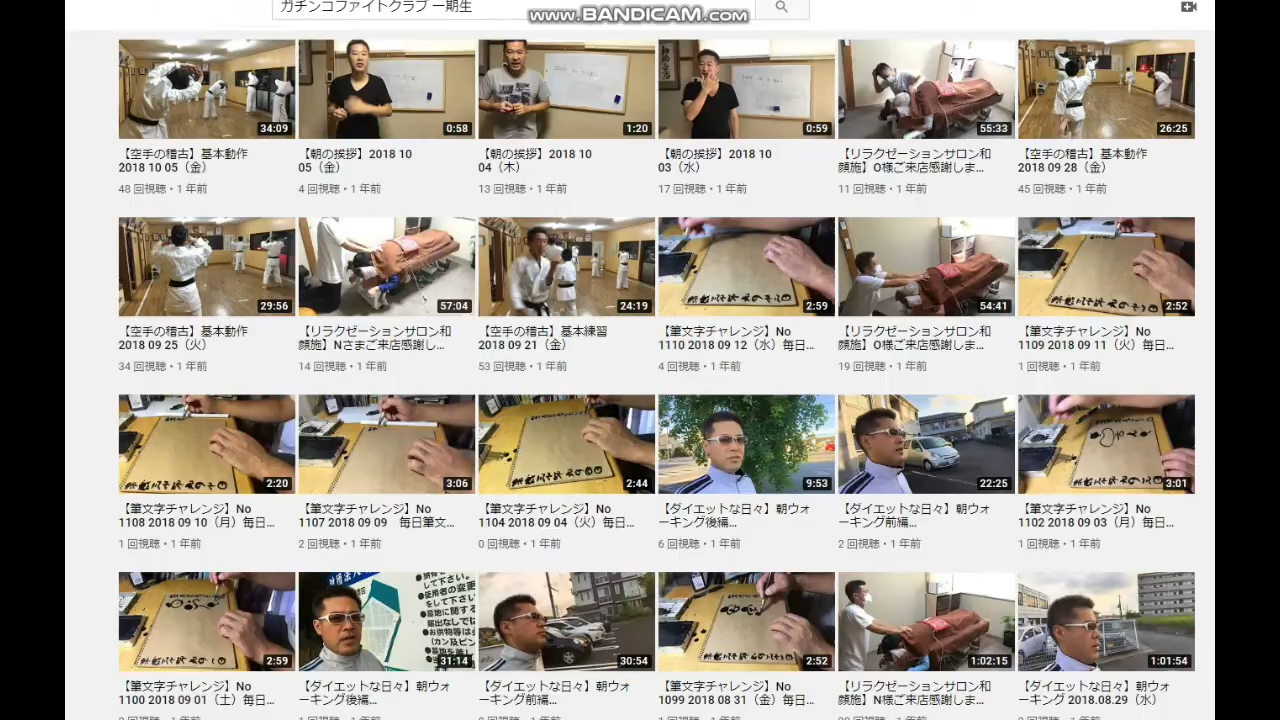 ガチンコファイトクラブ 一期生
www.BANDICAM.com
34:09
0:58
1:20
0:59
55:33
26:25
【空手の稽古】基本動作
2018 10 05（金）
48 回視聴・1 年前
【朝の挨拶】2018 10
05（金）
4 回視聴・1 年前
【朝の挨拶】2018 10
04（木）
13 回視聴・1 年前
【朝の挨拶】2018 10
03（水）
17 回視聴・1 年前
【リラクゼーションサロン和
顔施】O様ご来店感謝しま...
11 回視聴・1 年前
【空手の稽古】基本動作
2018 09 28（金）
45 回視聴・1 年前
29:56
57:04
24:19
2:59
54:41
2:52
【空手の稽古】基本動作
2018 09 25（火）
34 回視聴・1 年前
【リラクゼーションサロン和
顔施】Nさまご来店感謝し...
14 回視聴・1 年前
【空手の稽古】基本練習
2018 09 21（金）
53 回視聴・1 年前
【筆文字チャレンジ】No
1110 2018 09 12（水）毎日...
4 回視聴・1 年前
【リラクゼーションサロン和
顔施】O様ご来店感謝しま...
19 回視聴・1 年前
【筆文字チャレンジ】No
1109 2018 09 11（火）毎日...
1 回視聴・1 年前
2:20
3:06
2:44
9:53
22:25
3:01
【筆文字チャレンジ】No
1108 2018 09 10（月）毎日...
1 回視聴・1 年前
【筆文字チャレンジ】No
1107 2018 09 09　毎日筆文...
2 回視聴・1 年前
【筆文字チャレンジ】No
1104 2018 09 04（火）毎日...
0 回視聴・1 年前
【ダイエットな日々】朝ウォ
ーキング後編...
6 回視聴・1 年前
【ダイエットな日々】朝ウォ
ーキング前編...
2 回視聴・1 年前
【筆文字チャレンジ】No
1102 2018 09 03（月）毎日...
1 回視聴・1 年前
2:59
して下さい。
●使用者の変更
をして下さい
●墓地に関する
31:14
30:54
2:52
1:02:15
1:01:54
【筆文字チャレンジ】No
1100 2018 09 01（土）毎日...
【ダイエットな日々】朝ウォ
ーキング後編...
【ダイエットな日々】朝ウォ
ーキング前編...
【筆文字チャレンジ】No
1099 2018 08 31（金）毎日...
【リラクゼーションサロン和
顔施】N様ご来店感謝しま...
【ダイエットな日々】朝ウォ
ーキング 2018.08.29（水）